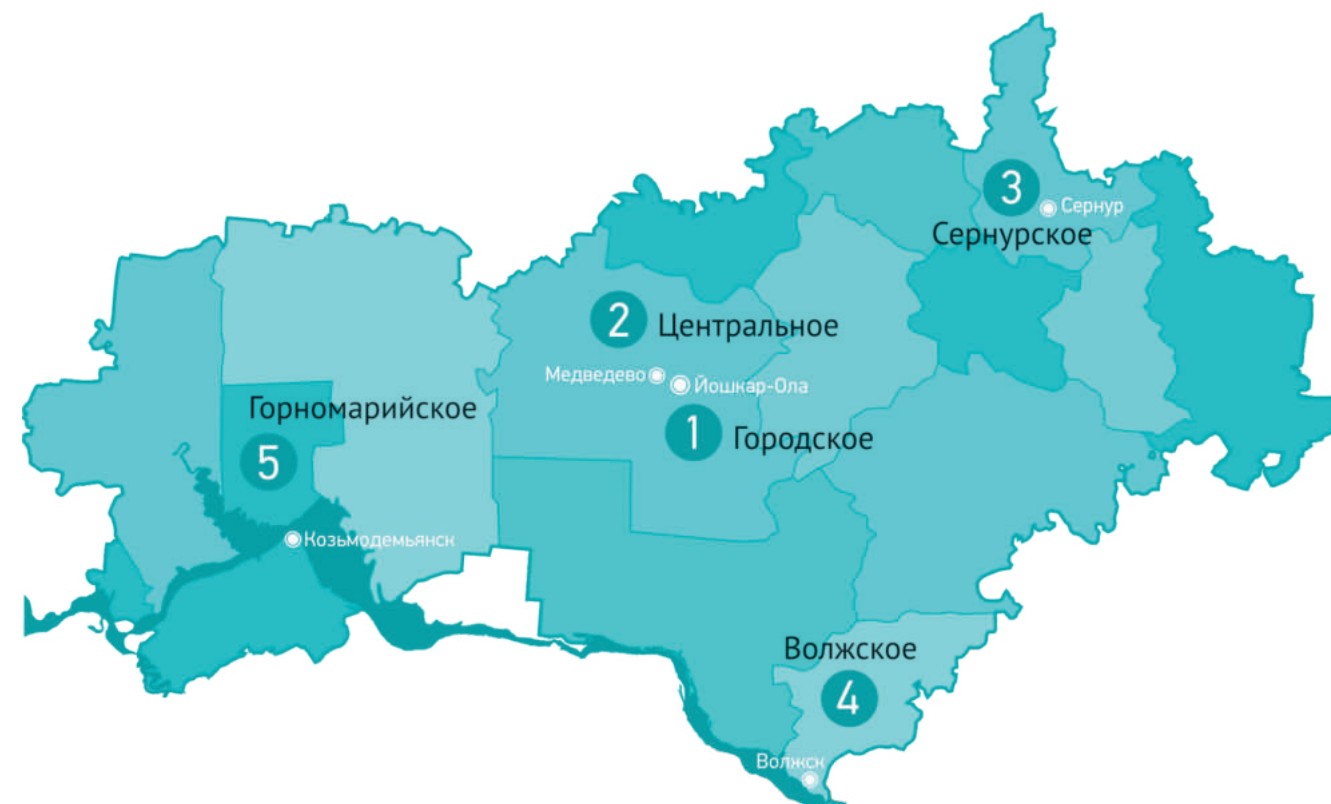 3
Сернур
Сернурское
2
Центральное
Медведево
Йошкар-Ола
Горномарийское
1
Городское
5
Козьмодемьянск
Волжское
4
Волжск